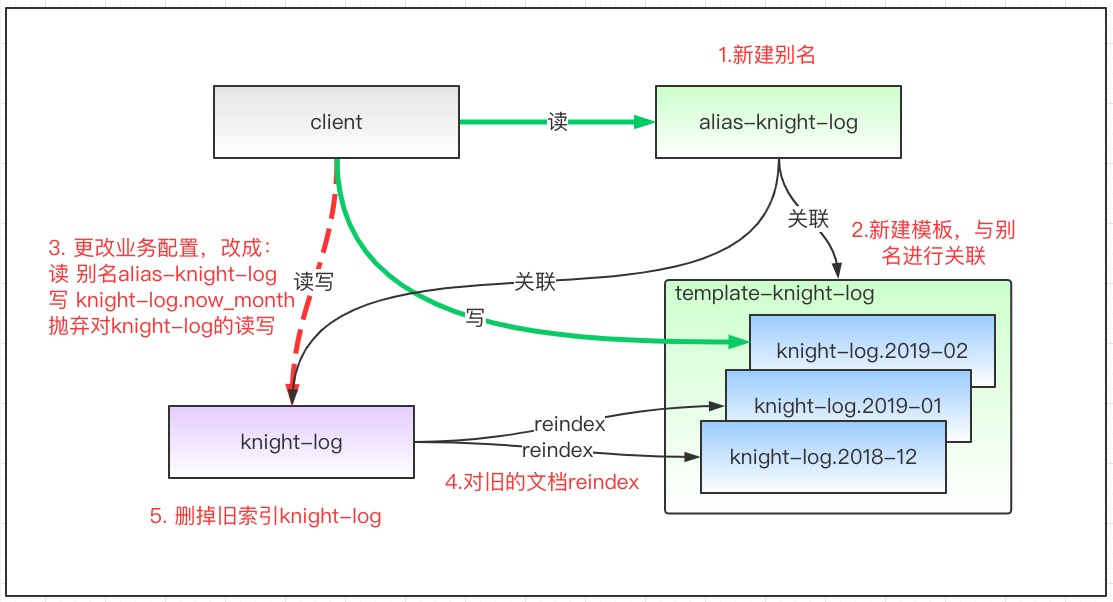 1.新建别名
client
读
alias-knight-log
关联
2.新建模板，与别
名进行关联
3. 更改业务配置，改成：
读 别名alias-knight-log
写 knight-log.now_month
抛弃对knight-log的读写
读写
关联
写
template-knight-log
knight-log.2019-02
knight-log.2019-01
knight-log.2018-12
knight-log
reindex
reindex
4.对旧的文档reindex
5. 删掉旧索引knight-log